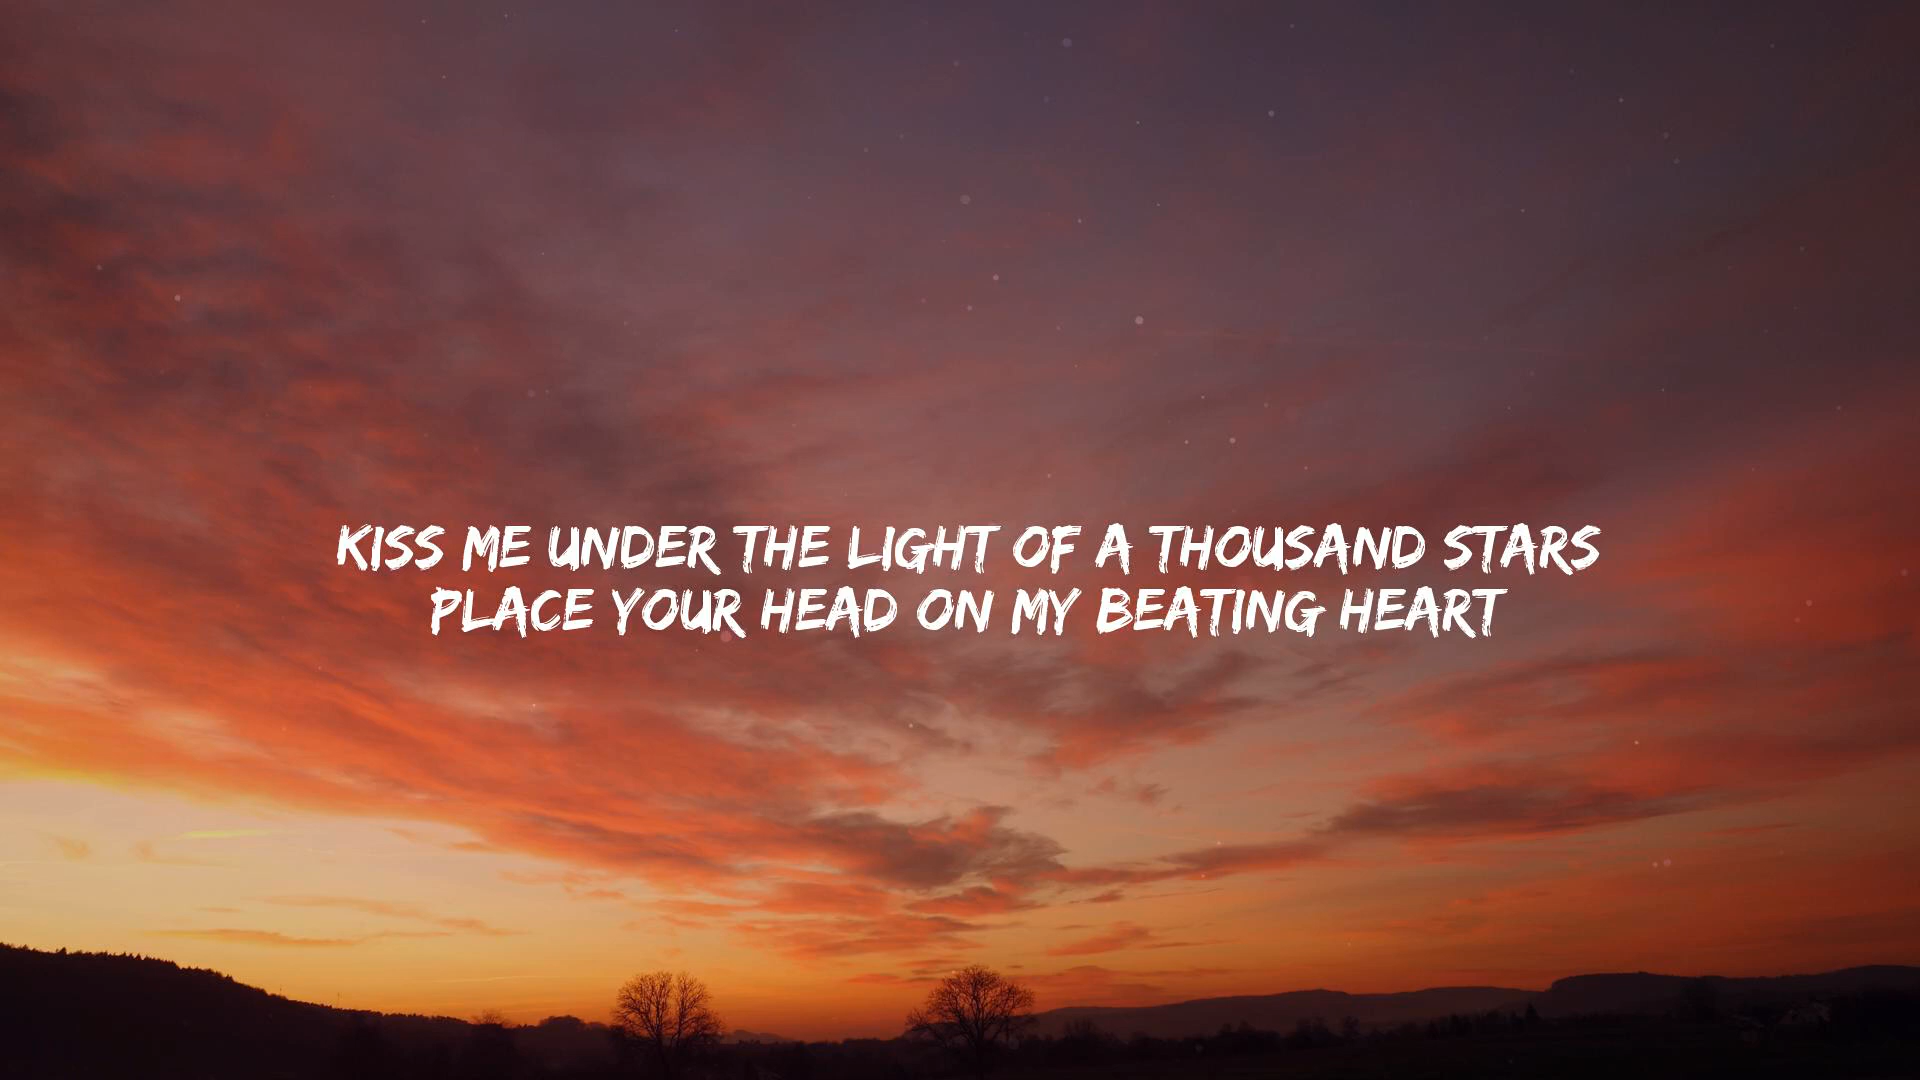 KISS ME UNDER THE LIGHT OF A THOUSAND STARS
PLACE YOUR HEAD ON MY BEATING HEART